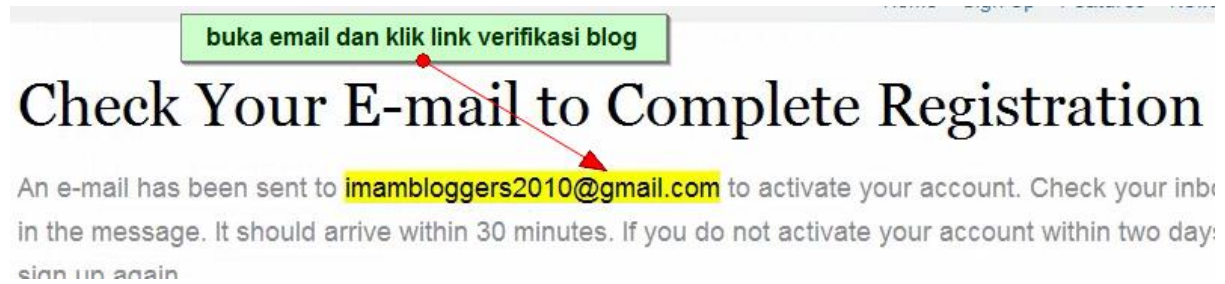 buka email dan klik link verifikasi blog
Check Your E-mail to Complete Registration
An e-mail has been sent to imambloggers2010@gmail.com to activate your account. Check your
in the message. It should arrive within 30 minutes. If you do not activate your account within two days
sign up again